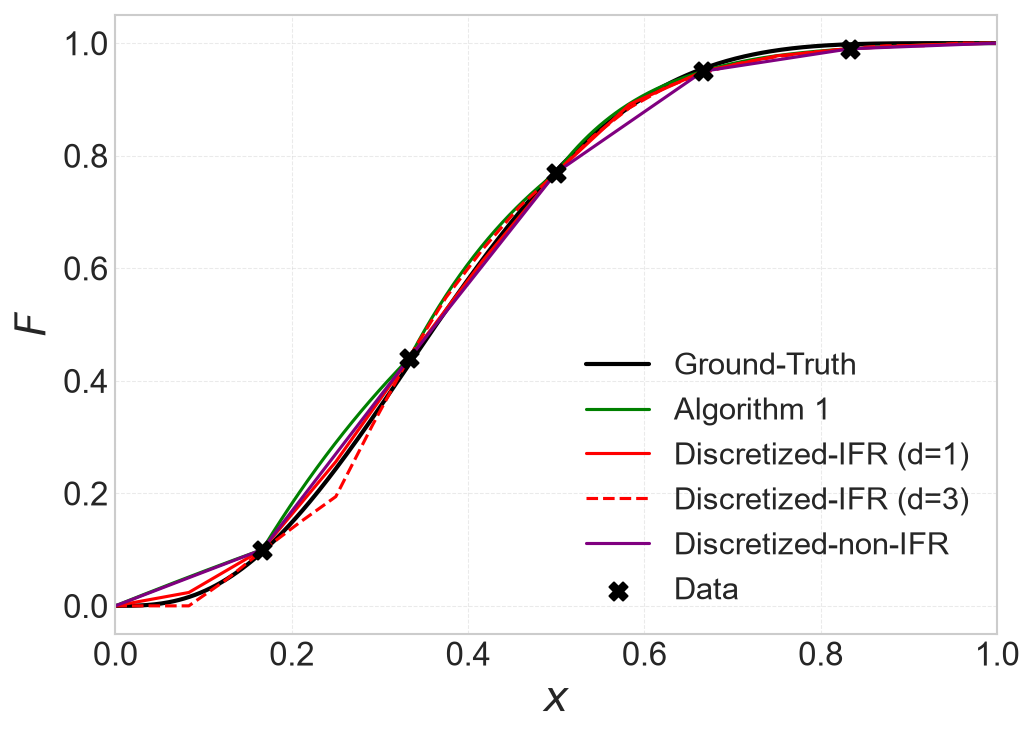 1.0
0.8
0.6
0.4
0.2
0.0
F
Ground-Truth
Algorithm 1
Discretized-IFR (d=1)
Discretized-IFR (d=3)
Discretized-non-IFR
Data
0.0 0.2 0.4 0.6 0.8 1.0
x